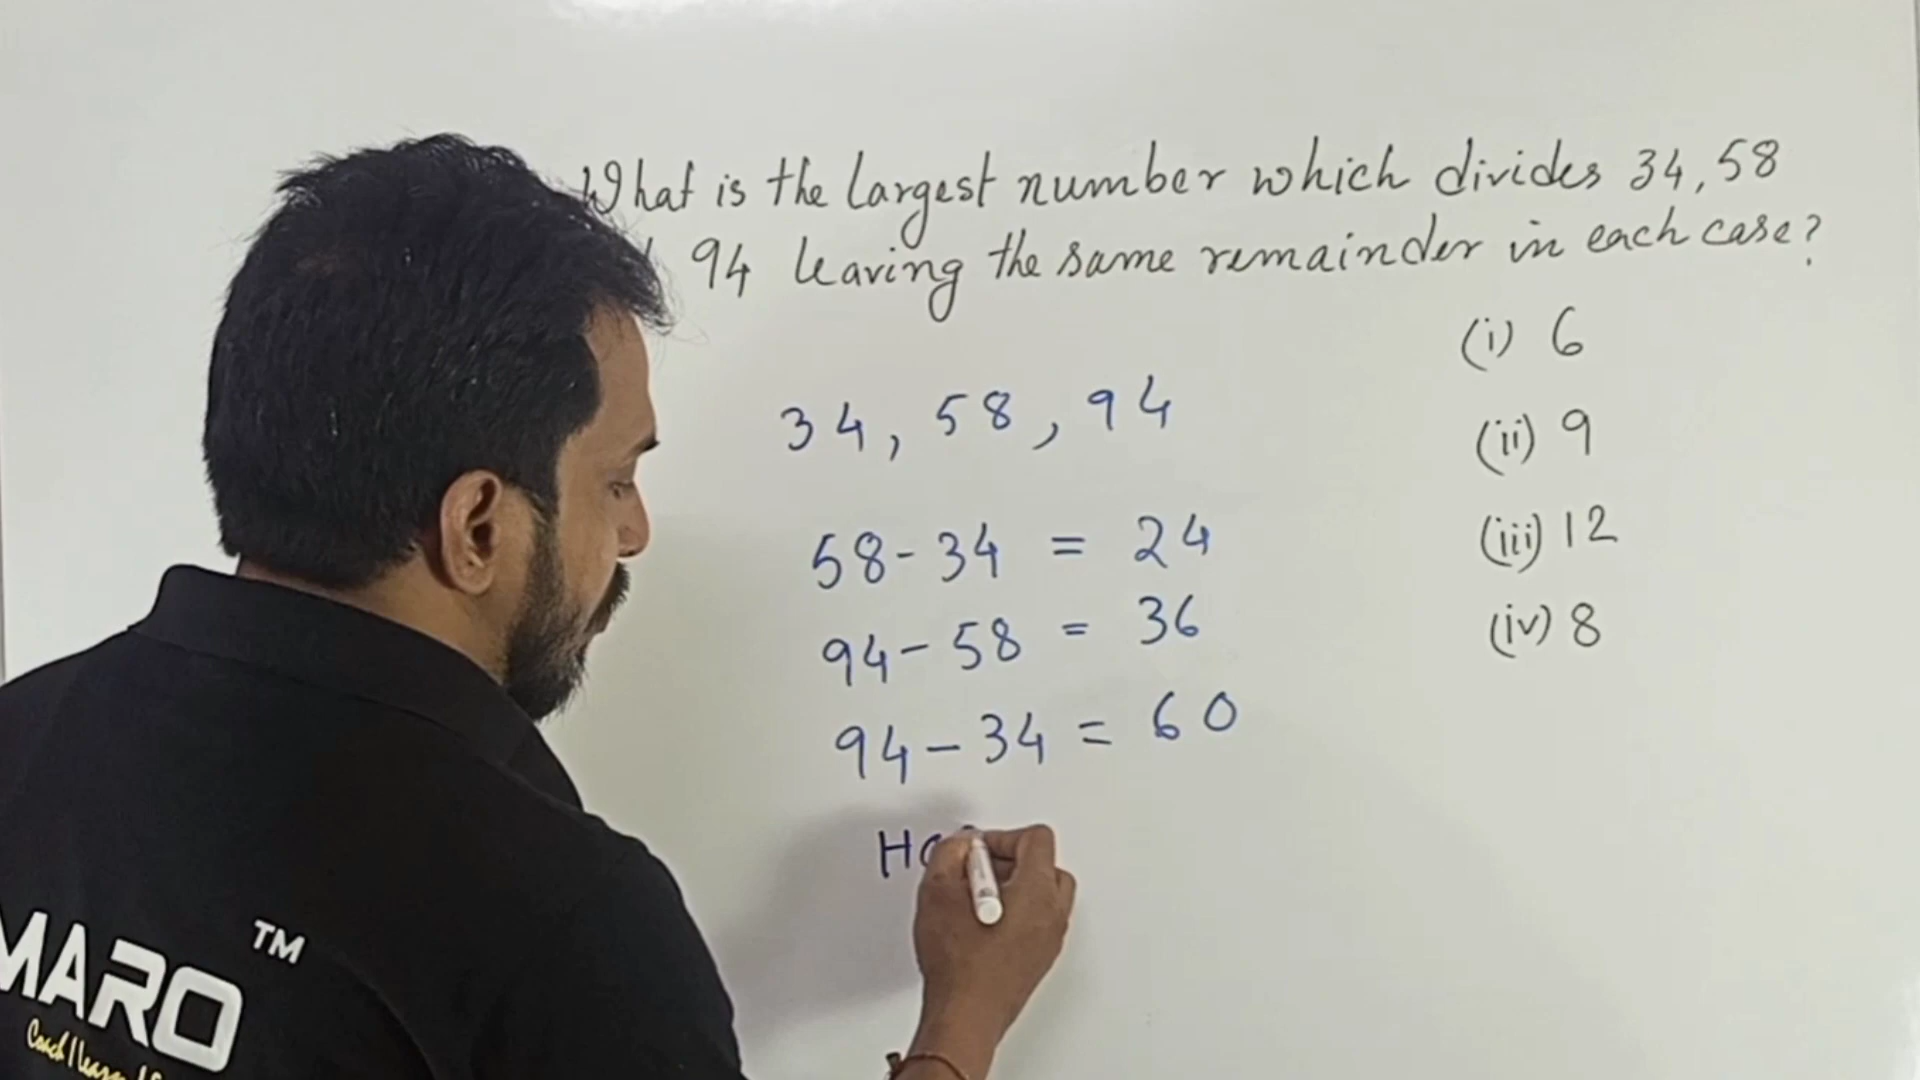 What is the largest number which divides 34, 58
94 leaving the same remainder in each case?
(i) 6
(ii) 9
(iii) 12
(iv) 8
34, 58, 94
58-34 = 24
94-58 = 36
94-34 = 60
MARO TM